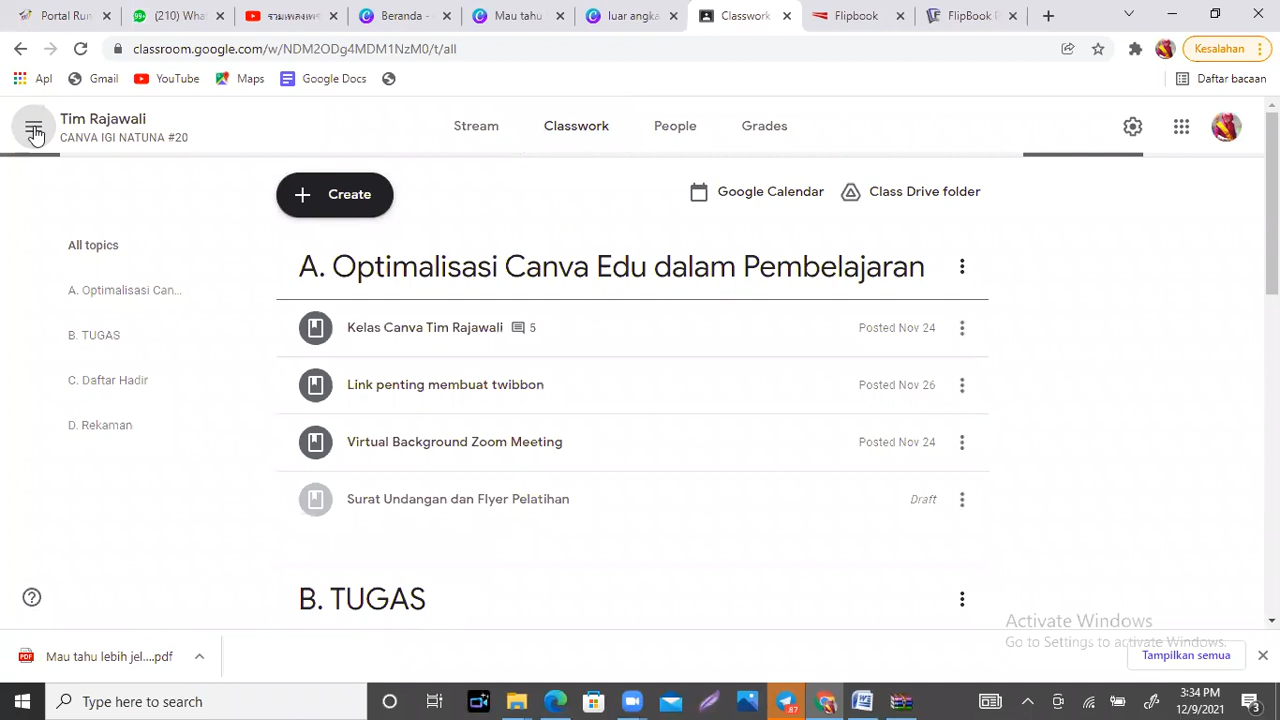 Portal Run
(210) Wha
Beranda -
Mau tahu
luar angka
Classwork
Flipbook
FlipBook
classroom.google.com/w/NDM2ODg4MDM1NzM0/t/all
Kesalahan
Apl
Gmail
YouTube
Maps
Google Docs
Daftar bacaan
Tim Rajawali
CANVA IGI NATUNA #20
Stream
Classwork
People
Grades
Create
Google Calendar
Class Drive folder
All topics
A. Optimalisasi Can...
B. TUGAS
C. Daftar Hadir
D. Rekaman
A. Optimalisasi Canva Edu dalam Pembelajaran
Kelas Canva Tim Rajawali 5
Posted Nov 24
Link penting membuat twibbon
Posted Nov 26
Virtual Background Zoom Meeting
Posted Nov 24
Surat Undangan dan Flyer Pelatihan
Draft
B. TUGAS
Activate Windows
Go to Settings to activate Windows.
Mau tahu lebih jel....pdf
Tampilkan semua
Type here to search
87
3:34 PM
12/9/2021
3